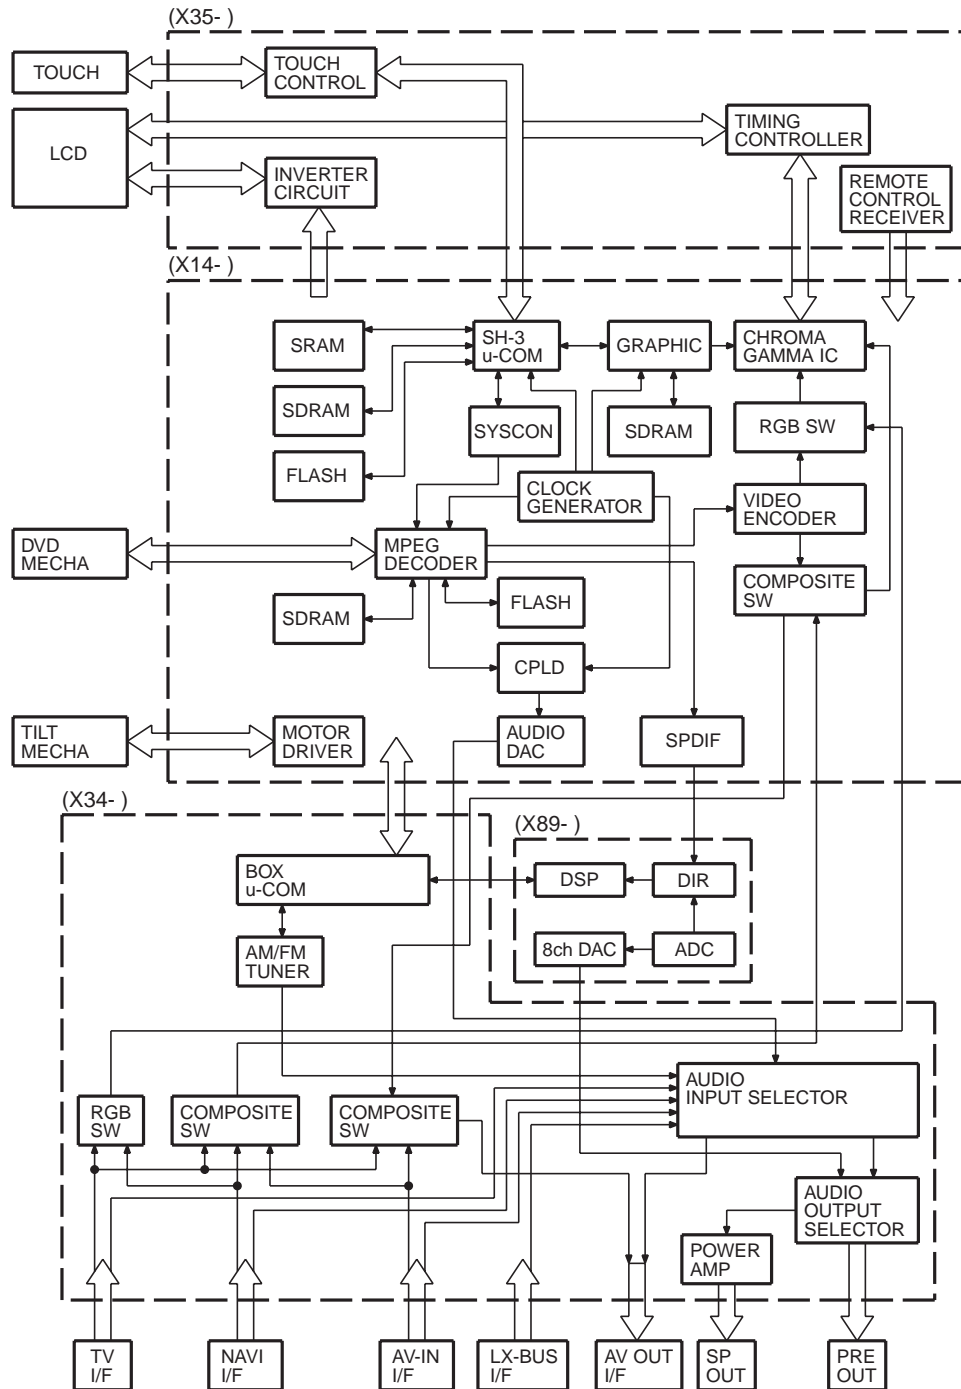 (X35- )
TOUCH
TOUCH
CONTROL
LCD
TIMING
CONTROLLER
INVERTER
CIRCUIT
REMOTE
CONTROL
RECEIVER
(X14- )
SRAM
SH-3
u-COM
GRAPHIC
CHROMA
GAMMA IC
SDRAM
SYSCON
SDRAM
RGB SW
FLASH
CLOCK
GENERATOR
VIDEO
ENCODER
DVD
MECHA
MPEG
DECODER
SDRAM
FLASH
COMPOSITE
SW
CPLD
TILT
MECHA
MOTOR
DRIVER
AUDIO
DAC
SPDIF
(X34- )
(X89- )
BOX
u-COM
DSP
DIR
AM/FM
TUNER
8ch DAC
ADC
AUDIO
INPUT SELECTOR
RGB
SW
COMPOSITE
SW
COMPOSITE
SW
AUDIO
OUTPUT
SELECTOR
POWER
AMP
TV
I/F
NAVI
I/F
AV-IN
I/F
LX-BUS
I/F
AV OUT
I/F
SP
OUT
PRE
OUT